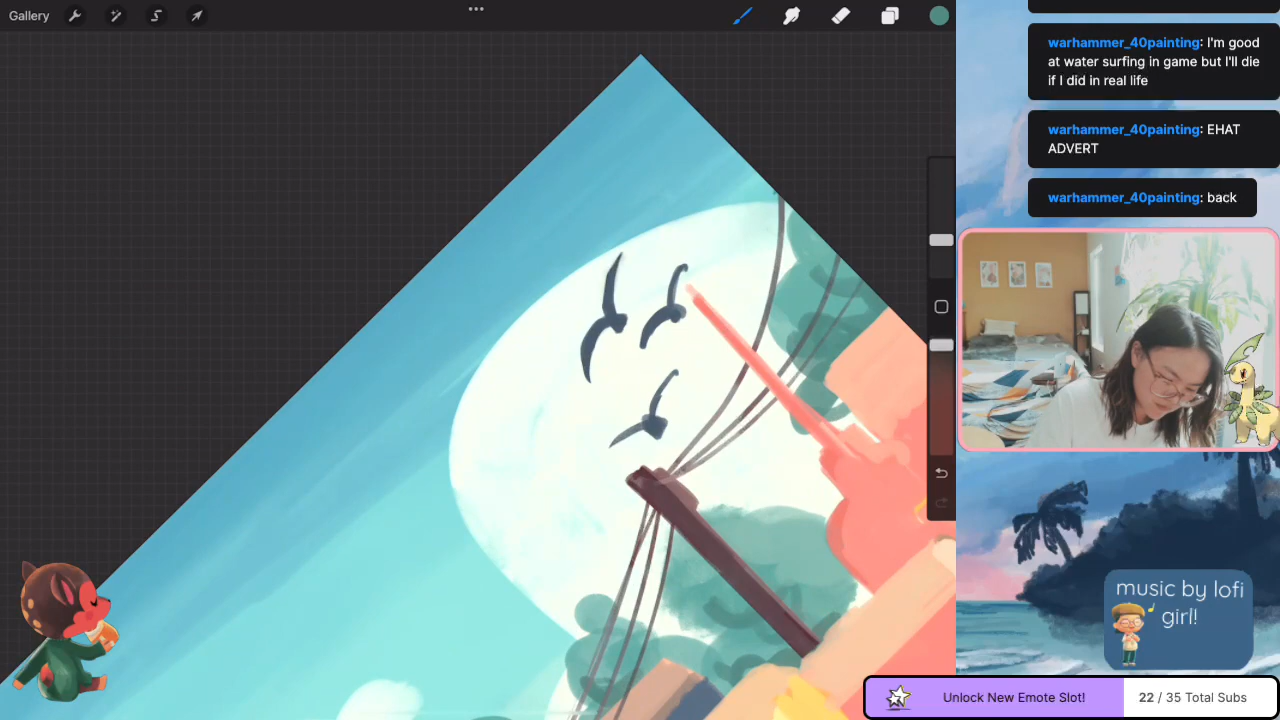 Gallery
warhammer_40painting: I'm good
at water surfing in game but I'll die
if I did in real life
warhammer_40painting: EHAT
ADVERT
warhammer_40painting: back
music by lofi
girl!
Unlock New Emote Slot!
22 / 35 Total Subs